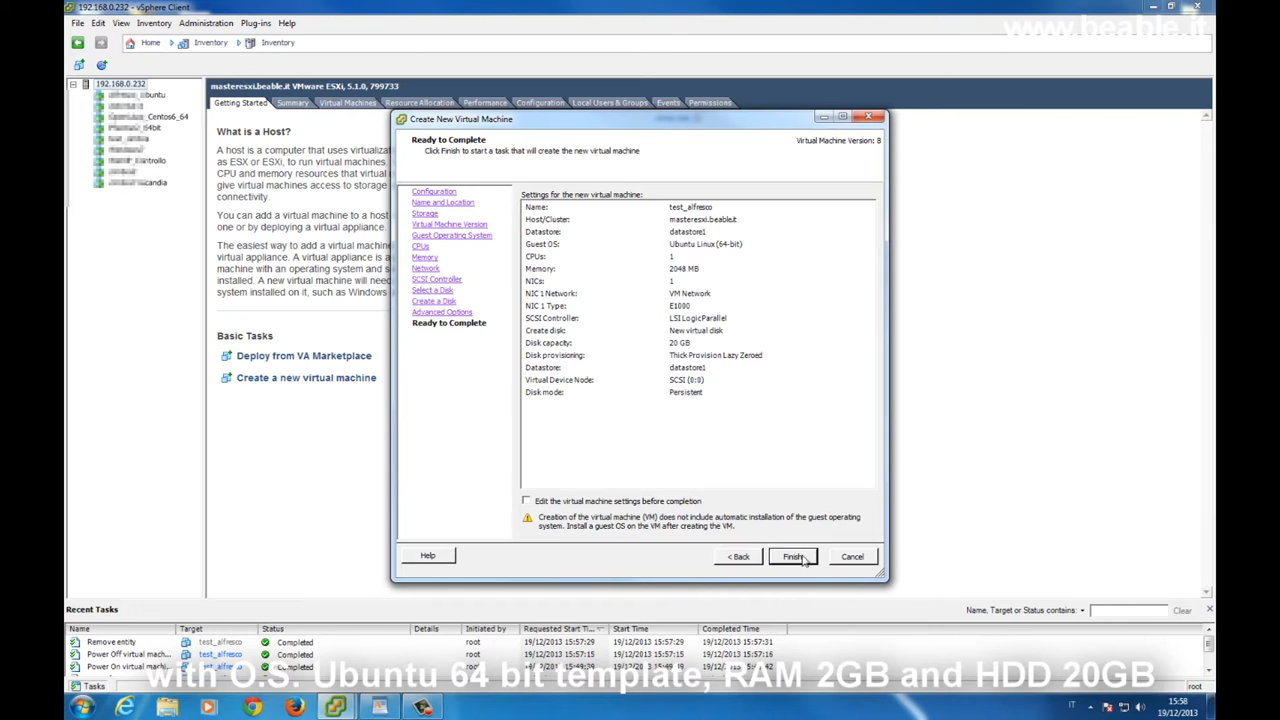 192.168.0.232 - vSphere Client
www.beable.it
File Edit View Inventory Administration Plug-ins Help
Home Inventory Inventory
192.168.0.232
ubuntu
Centos6_64
64bit
controllo
scandia
masteresxi.beable.it VMware ESXi, 5.1.0, 799733
Getting Started Summary Virtual Machines Resource Allocation Performance Configuration Local Users & Groups Events Permissions
What is a Host?
A host is a computer that uses virtualiza
as ESX or ESXi, to run virtual machines.
CPU and memory resources that virtual
give virtual machines access to storage
connectivity.
You can add a virtual machine to a host
one or by deploying a virtual appliance.
The easiest way to add a virtual machine
virtual appliance. A virtual appliance is a
machine with an operating system and s
installed. A new virtual machine will need
system installed on it, such as Windows
Basic Tasks
Deploy from VA Marketplace
Create a new virtual machine
Create New Virtual Machine
Ready to Complete
Click Finish to start a task that will create the new virtual machine
Virtual Machine Version: 8
Configuration
Name and Location
Storage
Virtual Machine Version
Guest Operating System
CPUs
Memory
Network
SCSI Controller
Select a Disk
Create a Disk
Advanced Options
Ready to Complete
Settings for the new virtual machine:
Name: test_alfresco
Host/Cluster: masteresxi.beable.it
Datastore: datastore1
Guest OS: Ubuntu Linux (64-bit)
CPUs: 1
Memory: 2048 MB
NICs: 1
NIC 1 Network: VM Network
NIC 1 Type: E1000
SCSI Controller: LSI Logic Parallel
Create disk: New virtual disk
Disk capacity: 20 GB
Disk provisioning: Thick Provision Lazy Zeroed
Datastore: datastore1
Virtual Device Node: SCSI (0:0)
Disk mode: Persistent
Edit the virtual machine settings before completion
Creation of the virtual machine (VM) does not include automatic installation of the guest operating
system. Install a guest OS on the VM after creating the VM.
Help < Back Finish Cancel
Recent Tasks
Name, Target or Status contains: Clear
Name Target Status Details Initiated by Requested Start Ti... Start Time Completed Time
Remove entity test_alfresco Completed root 19/12/2013 15:57:29 19/12/2013 15:57:29 19/12/2013 15:57:31
Power Off virtual mach... test_alfresco Completed root 19/12/2013 15:57:15 19/12/2013 15:57:15 19/12/2013 15:57:16
Power On virtual machi... test_alfresco Completed root
with O.S. Ubuntu 64 bit template, RAM 2GB and HDD 20GB
Tasks root
IT
15:58
19/12/2013